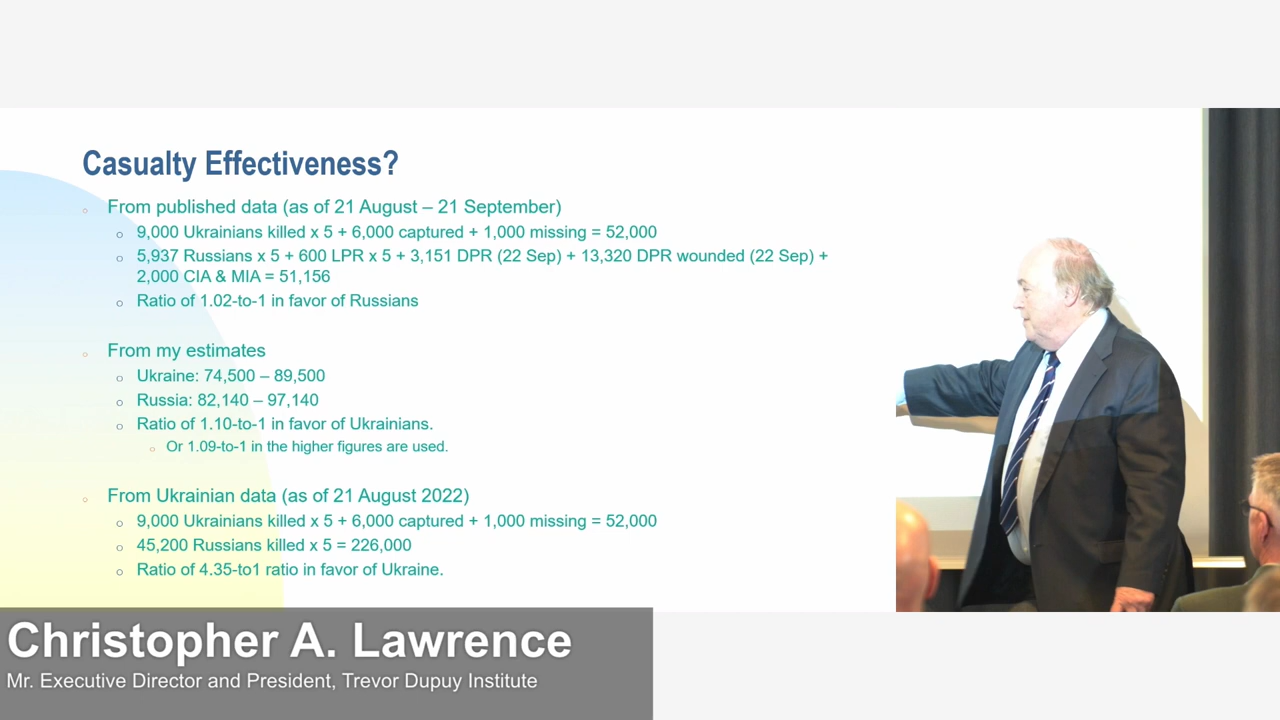 Casualty Effectiveness?
From published data (as of 21 August – 21 September)
9,000 Ukrainians killed x 5 + 6,000 captured + 1,000 missing = 52,000
5,937 Russians x 5 + 600 LPR x 5 + 3,151 DPR (22 Sep) + 13,320 DPR wounded (22 Sep) +
2,000 CIA & MIA = 51,156
Ratio of 1.02-to-1 in favor of Russians
From my estimates
Ukraine: 74,500 – 89,500
Russia: 82,140 – 97,140
Ratio of 1.10-to-1 in favor of Ukrainians.
Or 1.09-to-1 in the higher figures are used.
From Ukrainian data (as of 21 August 2022)
9,000 Ukrainians killed x 5 + 6,000 captured + 1,000 missing = 52,000
45,200 Russians killed x 5 = 226,000
Ratio of 4.35-to1 ratio in favor of Ukraine.
Christopher A. Lawrence
Mr. Executive Director and President, Trevor Dupuy Institute